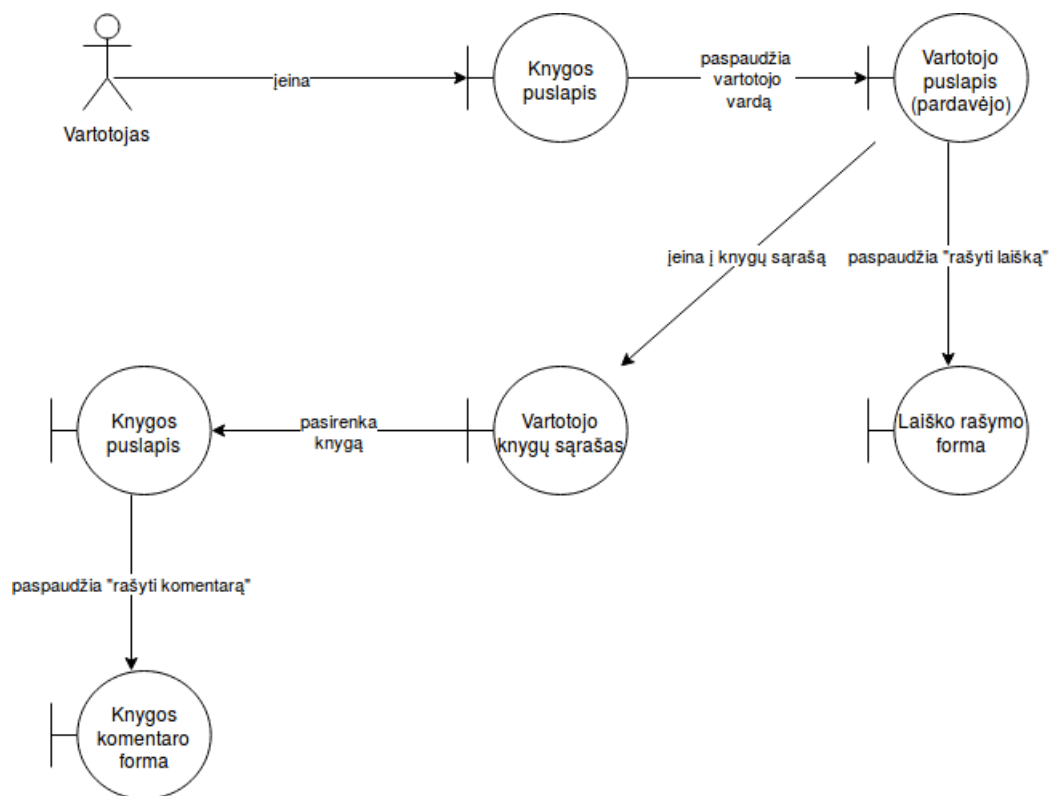 Vartotojas
įeina
Knygos
puslapis
paspaudžia
vartotojo
vardą
Vartotojo
puslapis
(pardavėjo)
įeina į knygų sąrašą
paspaudžia "rašyti laišką"
Knygos
puslapis
pasirenka
knygą
Vartotojo
knygų sąrašas
Laiško rašymo
forma
paspaudžia "rašyti komentarą"
Knygos
komentaro
forma